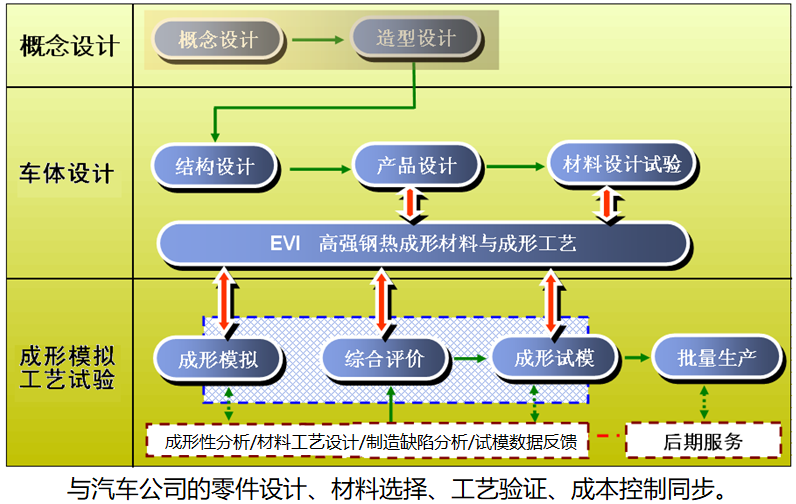 概念设计
概念设计
造型设计
车体设计
结构设计
产品设计
材料设计试验
EVI 高强钢热成形材料与成形工艺
成形模拟
工艺试验
成形模拟
综合评价
成形试模
批量生产
成形性分析/材料工艺设计/制造缺陷分析/试模数据反馈
后期服务
与汽车公司的零件设计、材料选择、工艺验证、成本控制同步。